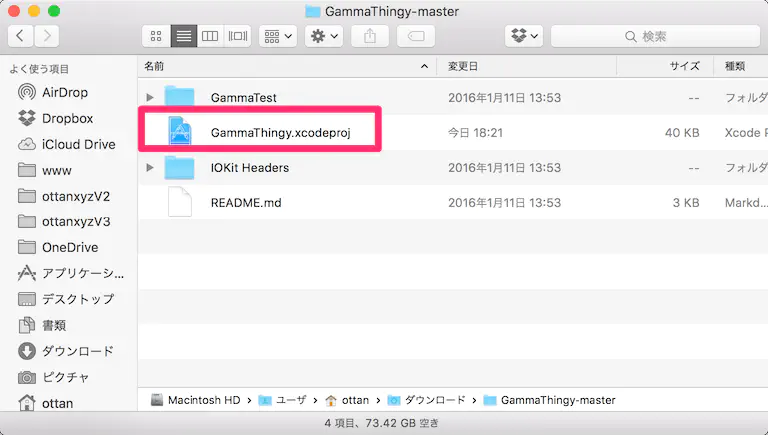 GammaThingy-master
検索
よく使う項目
AirDrop
Dropbox
iCloud Drive
www
ottanxyzV2
ottanxyzV3
OneDrive
アプリケーシ...
デスクトップ
書類
ダウンロード
ピクチャ
ottan
名前 変更日 サイズ 種類
GammaTest 2016年1月11日 13:53 -- フォルダ
GammaThingy.xcodeproj 今日 18:21 40 KB Xcode P
IOKit Headers 2016年1月11日 13:53 -- フォルダ
README.md 2016年1月11日 13:53 3 KB Markd...
Macintosh HD › ユーザ › ottan › ダウンロード › GammaThingy-master
4 項目、73.42 GB 空き